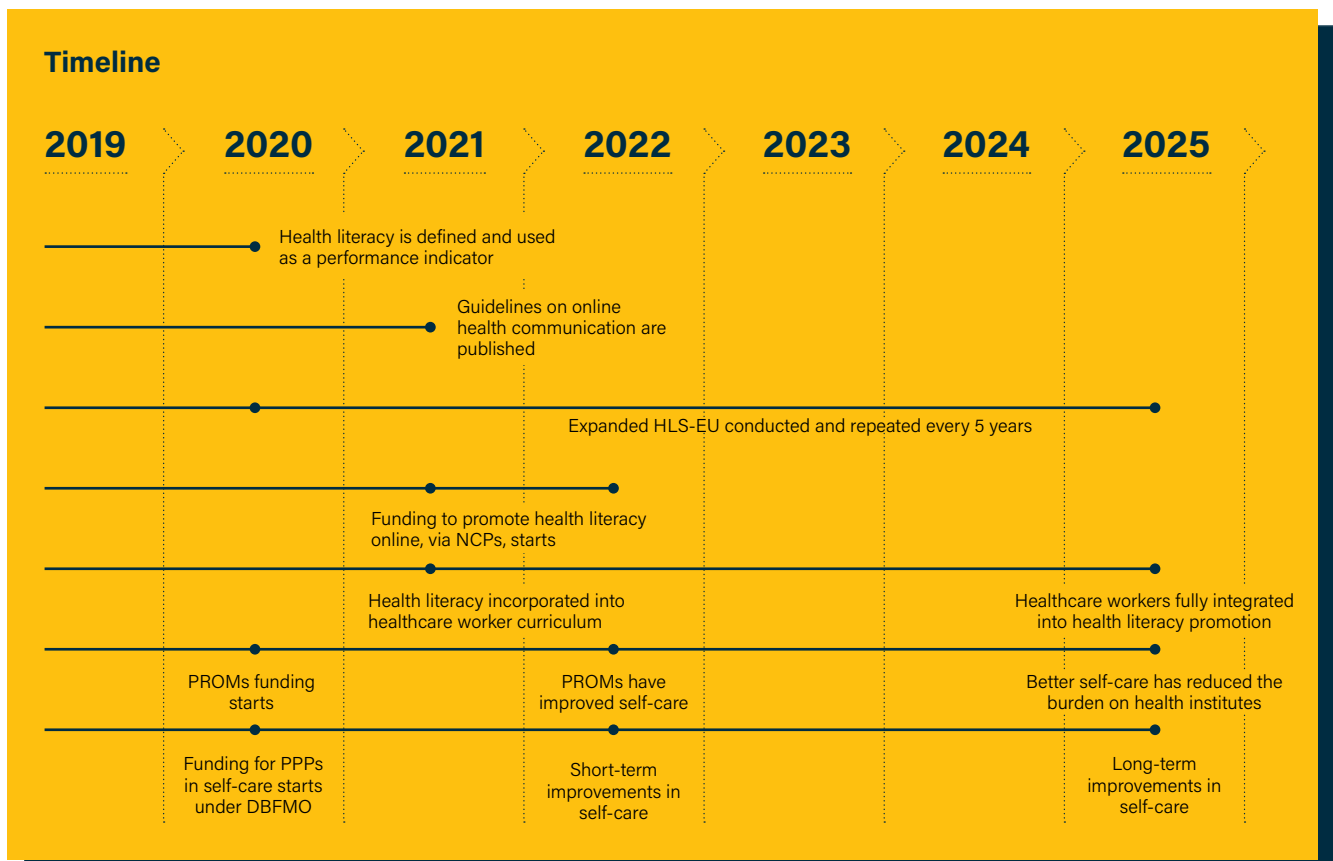 Timeline
2019 2020 2021 2022 2023 2024 2025
Health literacy is defined and used
as a performance indicator
Guidelines on online
health communication are
published
Expanded HLS-EU conducted and repeated every 5 years
Funding to promote health literacy
online, via NCPs, starts
Health literacy incorporated into
healthcare worker curriculum
Healthcare workers fully integrated
into health literacy promotion
PROMs funding
starts
PROMs have
improved self-care
Better self-care has reduced the
burden on health institutes
Funding for PPPs
in self-care starts
under DBFMO
Short-term
improvements in
self-care
Long-term
improvements in
self-care